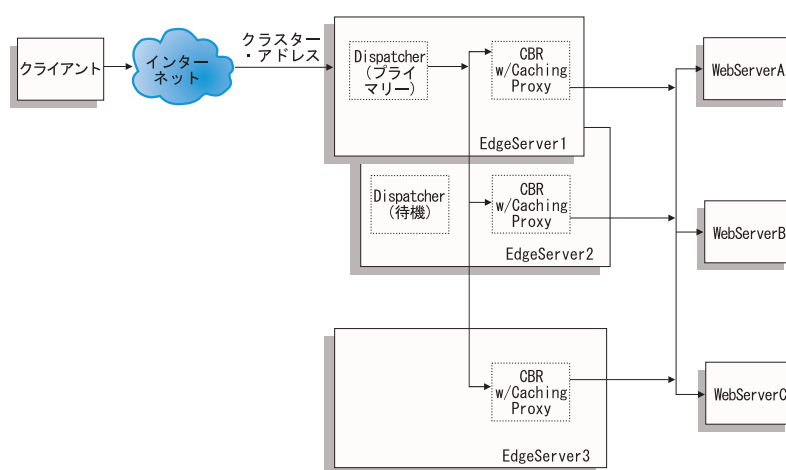 クライアント
インター
ネット
クラスター
・アドレス
Dispatcher
(プライ
マリー)
CBR
w/Caching
Proxy
EdgeServer1
Dispatcher
(待機)
CBR
w/Caching
Proxy
EdgeServer2
CBR
w/Caching
Proxy
EdgeServer3
WebServerA
WebServerB
WebServerC